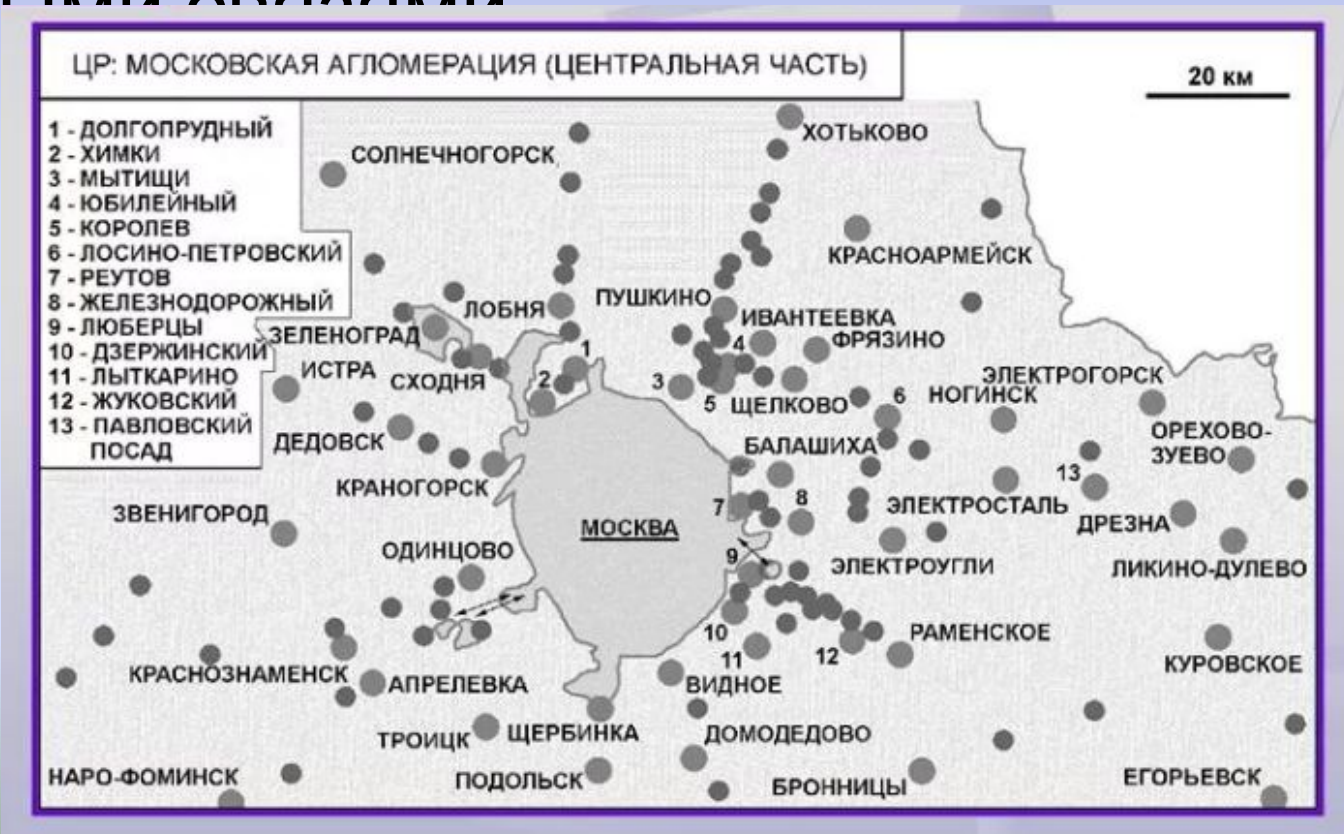 ЦР: МОСКОВСКАЯ АГЛОМЕРАЦИЯ (ЦЕНТРАЛЬНАЯ ЧАСТЬ)
20 км
1 - ДОЛГОПРУДНЫЙ
2 - ХИМКИ
3 - МЫТИЩИ
4 - ЮБИЛЕЙНЫЙ
5 - КОРОЛЕВ
6 - ЛОСИНО-ПЕТРОВСКИЙ
7 - РЕУТОВ
8 - ЖЕЛЕЗНОДОРОЖНЫЙ
9 - ЛЮБЕРЦЫ
10 - ДЗЕРЖИНСКИЙ
11 - ЛЫТКАРИНО
12 - ЖУКОВСКИЙ
13 - ПАВЛОВСКИЙ
ПОСАД
ХОТЬКОВО
СОЛНЕЧНОГОРСК
КРАСНОАРМЕЙСК
ПУШКИНО
ЛОБНЯ
ИВАНТЕЕВКА
ЗЕЛЕНОГРАД
4
ФРЯЗИНО
1
ИСТРА
СХОДНЯ
2
3
5
ЩЕЛКОВО
6
НОГИНСК
ЭЛЕКТРОГОРСК
ДЕДОВСК
БАЛАШИХА
ОРЕХОВО-
ЗУЕВО
13
КРАНОГОРСК
7
8
ЭЛЕКТРОСТАЛЬ
ЗВЕНИГОРОД
МОСКВА
ДРЕЗНА
ОДИНЦОВО
9
ЭЛЕКТРОУГЛИ
ЛИКИНО-ДУЛЕВО
10
РАМЕНСКОЕ
11
12
КУРОВСКОЕ
КРАСНОЗНАМЕНСК
АПРЕЛЕВКА
ВИДНОЕ
ТРОИЦК
ЩЕРБИНКА
ДОМОДЕДОВО
НАРО-ФОМИНСК
ПОДОЛЬСК
БРОННИЦЫ
ЕГОРЬЕВСК